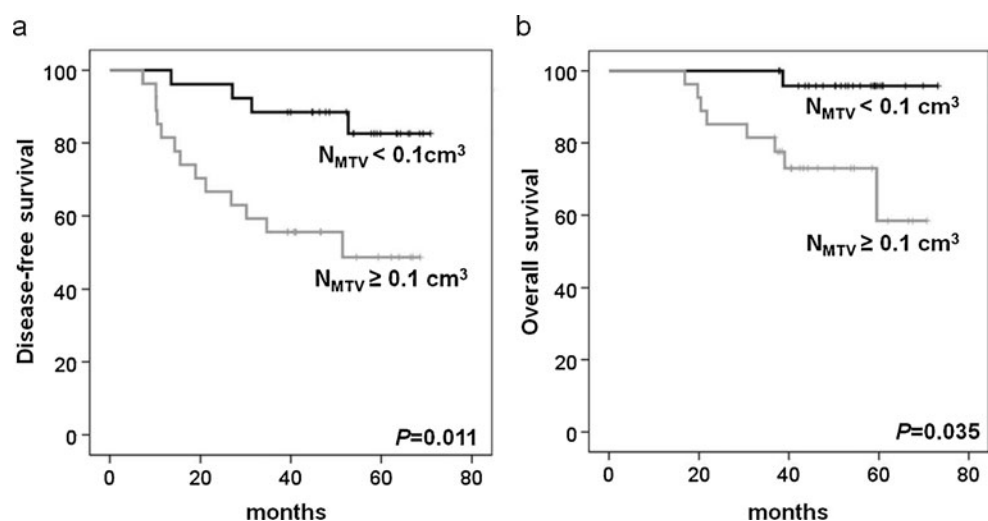 a
Disease-free survival
100
80
60
40
20
0
N_MTV < 0.1cm³
N_MTV ≥ 0.1 cm³
P=0.011
0 20 40 60 80
months
b
Overall survival
100
80
60
40
20
0
N_MTV < 0.1 cm³
N_MTV ≥ 0.1 cm³
P=0.035
0 20 40 60 80
months